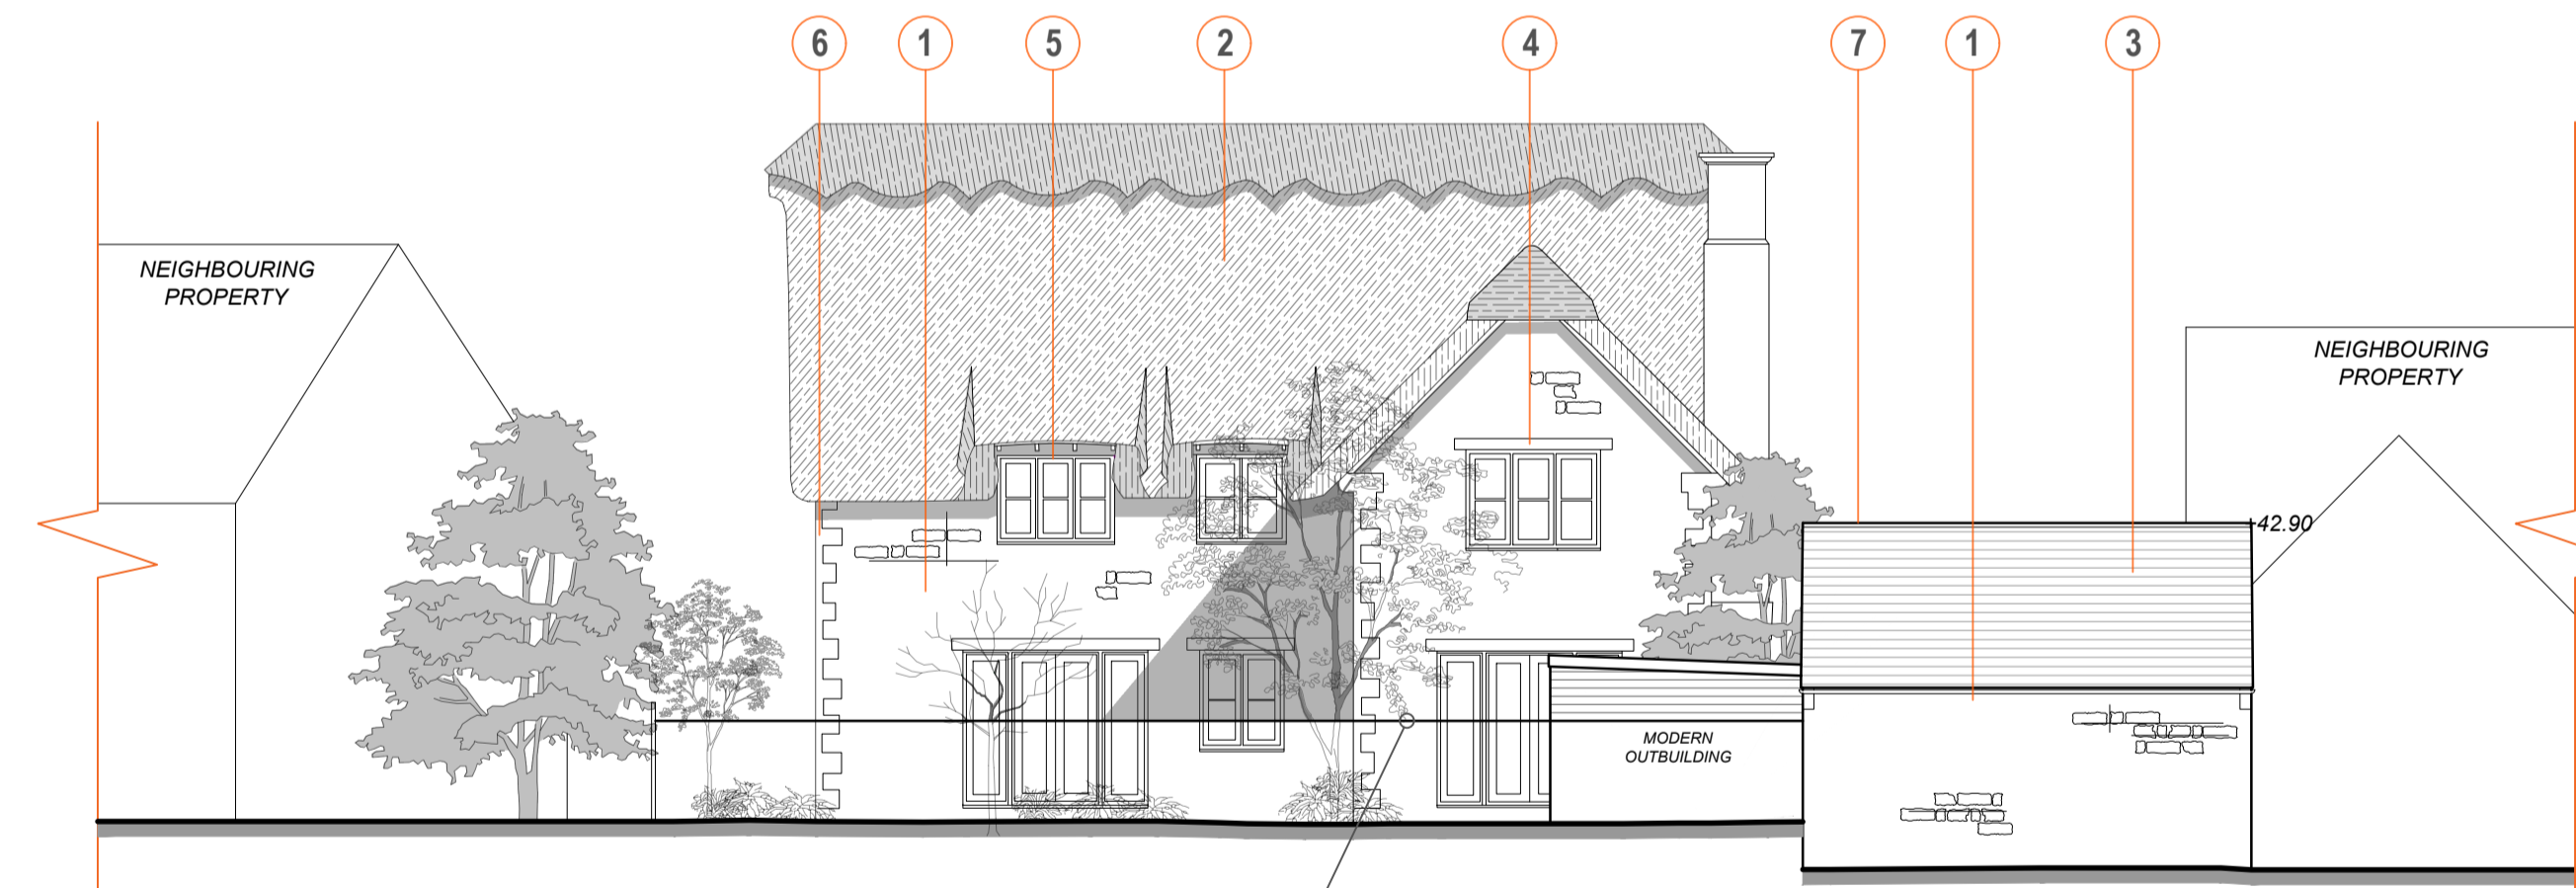 6 1 5 2 4 7 1 3
NEIGHBOURING
PROPERTY
NEIGHBOURING
PROPERTY
42.90
MODERN
OUTBUILDING